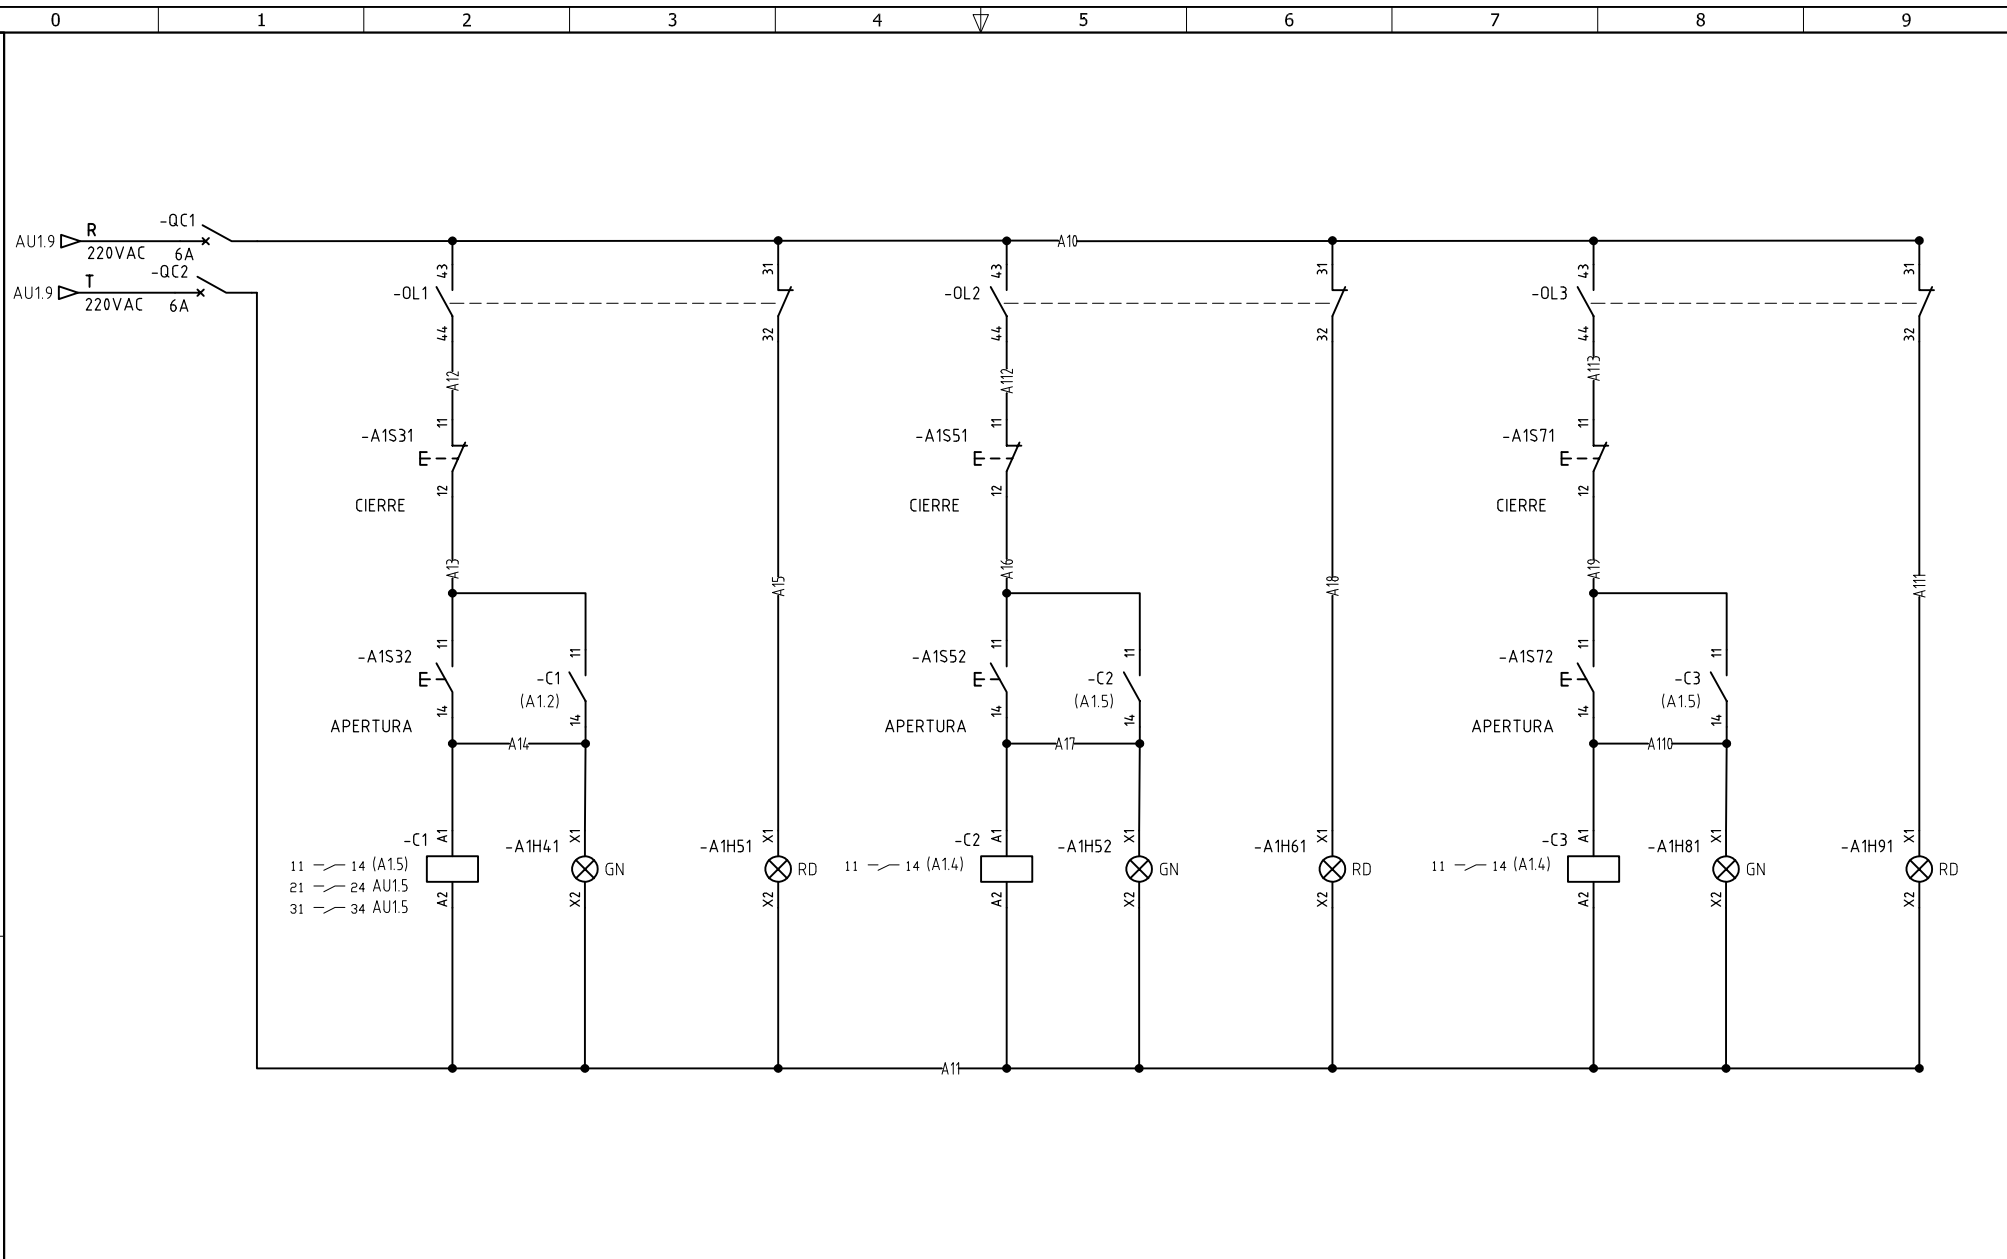 0 1 2 3 4 5 6 7 8 9
-QC1
AU1.9 R A10
220VAC 6A
-QC2
AU1.9 T
220VAC 6A
43 31 43 31 43 31
-OL1 -OL2 -OL3
44 32 44 32 44 32
A12 A112 A113
11 11 11
-A1S31 -A1S51 -A1S71
12 12 12
CIERRE CIERRE CIERRE
A13 A16 A19
A15 A18 A111
11 11 11 11 11 11
-A1S32 -A1S52 -A1S72
-C1 -C2 -C3
(A1.2) (A1.5) (A1.5)
14 14 14 14 14 14
APERTURA APERTURA APERTURA
A14 A17 A110
-C1 A1 -A1H41 X1 -A1H51 X1 -C2 A1 -A1H52 X1 -A1H61 X1 -C3 A1 -A1H81 X1 -A1H91 X1
11 14 (A1.5) GN RD 11 14 (A1.4) GN RD 11 14 (A1.4) GN RD
21 24 AU1.5
A2 X2 X2 A2 X2 X2 A2 X2 X2
31 34 AU1.5
A11